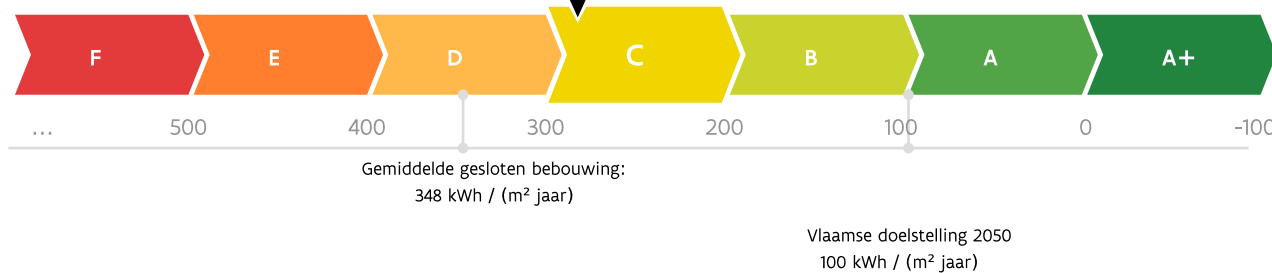 F E D C B A A+
... 500 400 300 200 100 0 -100
Gemiddelde gesloten bebouwing:
348 kWh / (m² jaar)
Vlaamse doelstelling 2050
100 kWh / (m² jaar)